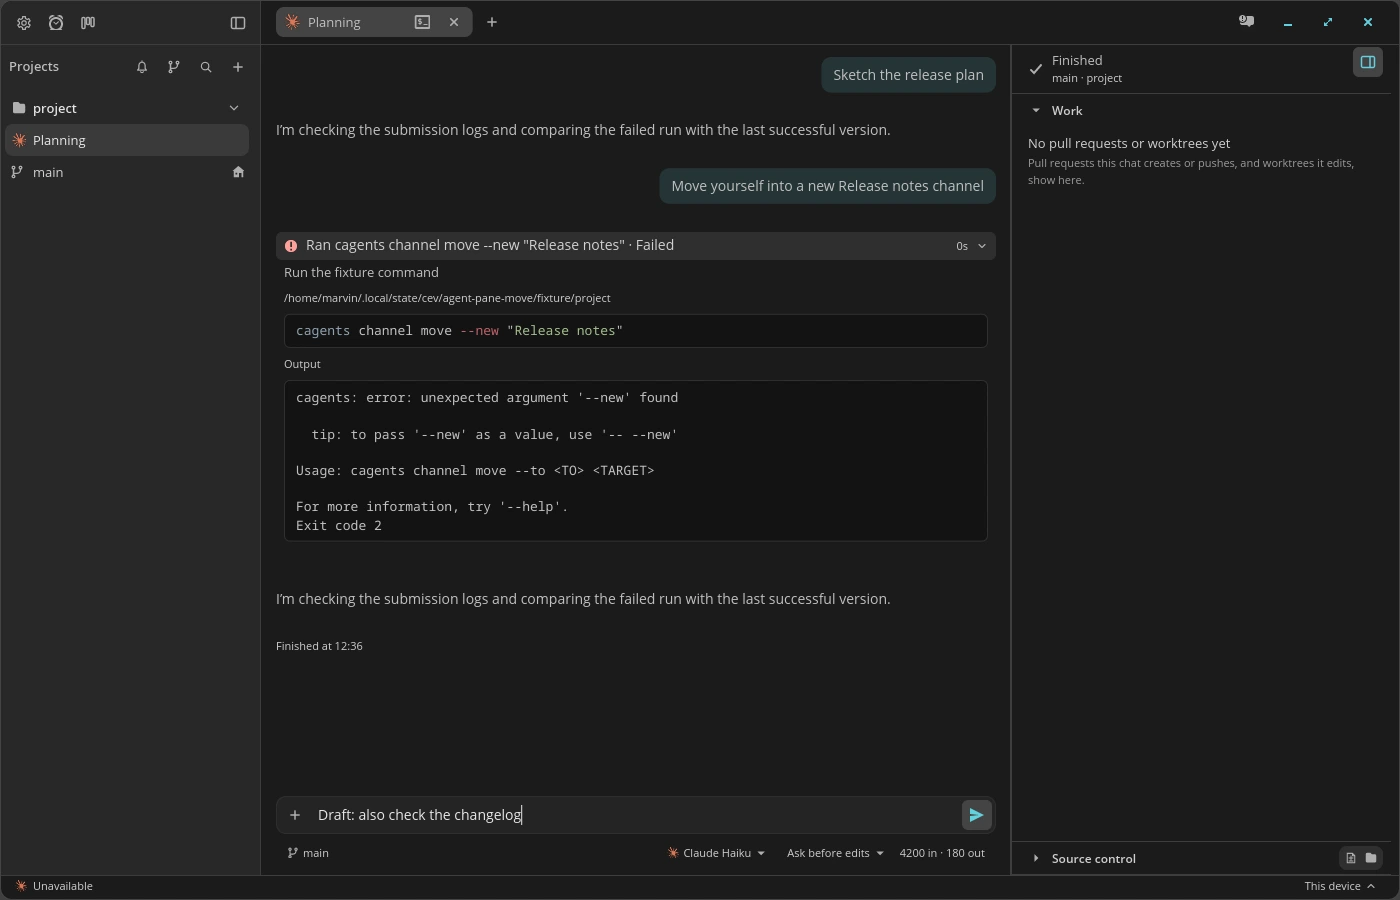 Planning
Projects
project
Planning
main
Sketch the release plan
I'm checking the submission logs and comparing the failed run with the last successful version.
Move yourself into a new Release notes channel
Ran cagents channel move --new "Release notes" · Failed
0s
Run the fixture command
/home/marvin/.local/state/cev/agent-pane-move/fixture/project
cagents channel move --new "Release notes"
Output
cagents: error: unexpected argument '--new' found
tip: to pass '--new' as a value, use '-- --new'
Usage: cagents channel move --to <TO> <TARGET>
For more information, try '--help'.
Exit code 2
I'm checking the submission logs and comparing the failed run with the last successful version.
Finished at 12:36
Draft: also check the changelog
main
Claude Haiku
Ask before edits
4200 in · 180 out
Finished
main · project
Work
No pull requests or worktrees yet
Pull requests this chat creates or pushes, and worktrees it edits,
show here.
Source control
Unavailable
This device